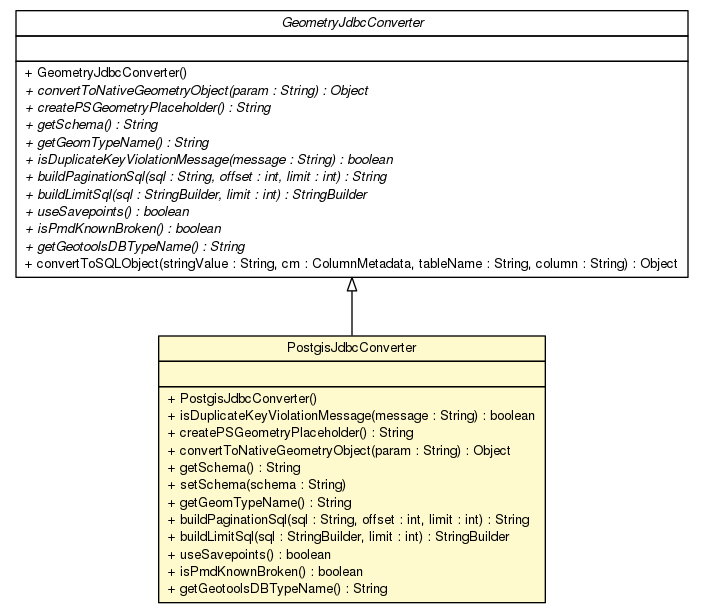 GeometryJdbcConverter
+ GeometryJdbcConverter()
+ convertToNativeGeometryObject(param : String) : Object
+ createPSGeometryPlaceholder() : String
+ getSchema() : String
+ getGeomTypeName() : String
+ isDuplicateKeyViolationMessage(message : String) : boolean
+ buildPaginationSql(sql : String, offset : int, limit : int) : String
+ buildLimitSql(sql : StringBuilder, limit : int) : StringBuilder
+ useSavepoints() : boolean
+ isPmdKnownBroken() : boolean
+ getGeotoolsDBTypeName() : String
+ convertToSQLObject(stringValue : String, cm : ColumnMetadata, tableName : String, column : String) : Object
PostgisJdbcConverter
+ PostgisJdbcConverter()
+ isDuplicateKeyViolationMessage(message : String) : boolean
+ createPSGeometryPlaceholder() : String
+ convertToNativeGeometryObject(param : String) : Object
+ getSchema() : String
+ setSchema(schema : String)
+ getGeomTypeName() : String
+ buildPaginationSql(sql : String, offset : int, limit : int) : String
+ buildLimitSql(sql : StringBuilder, limit : int) : StringBuilder
+ useSavepoints() : boolean
+ isPmdKnownBroken() : boolean
+ getGeotoolsDBTypeName() : String